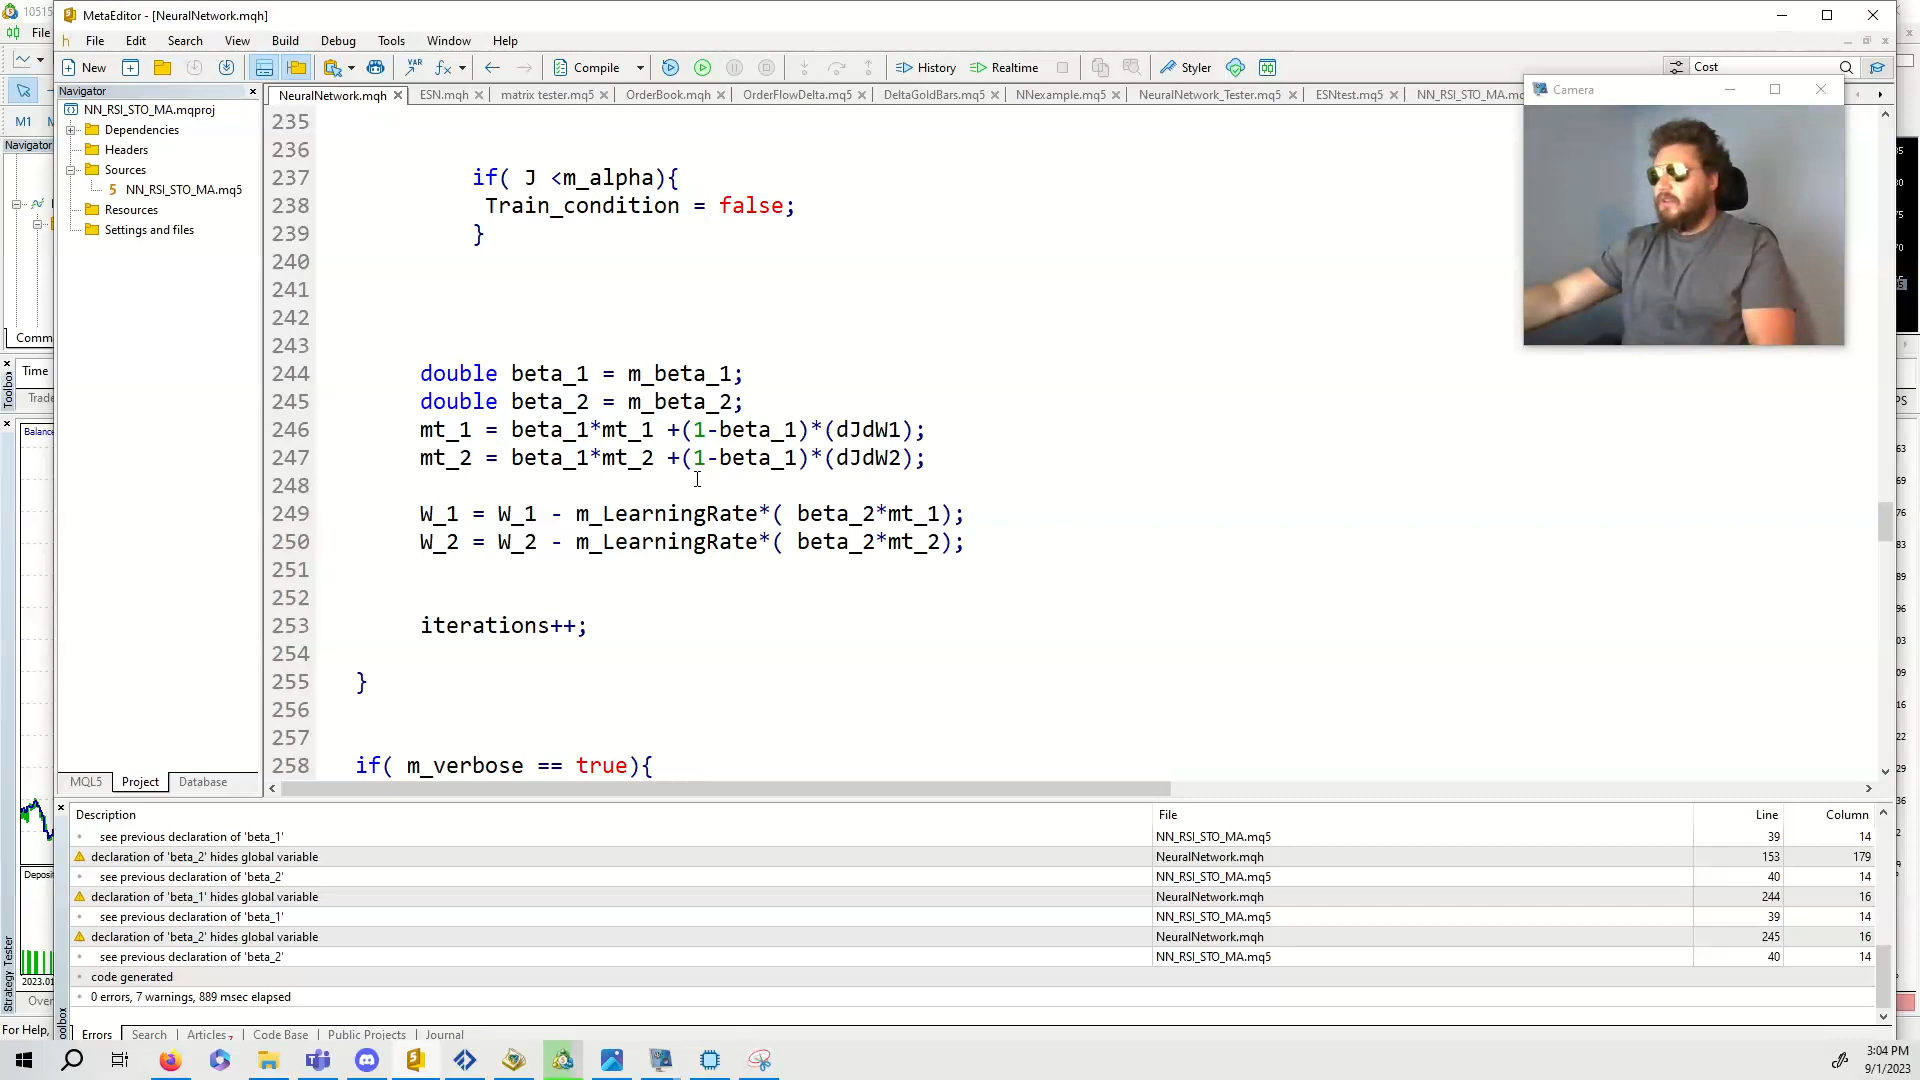 10515
MetaEditor - [NeuralNetwork.mqh]
File
File Edit Search View Build Debug Tools Window Help
New
VAR
Compile
History
Realtime
Styler
Cost
Navigator
NeuralNetwork.mqh
ESN.mqh
matrix tester.mq5
OrderBook.mqh
OrderFlowDelta.mq5
DeltaGoldBars.mq5
NNexample.mq5
NeuralNetwork_Tester.mq5
ESNtest.mq5
NN_RSI_STO_MA.mq
Camera
NN_RSI_STO_MA.mqproj
Dependencies
Headers
Sources
5 NN_RSI_STO_MA.mq5
Resources
Settings and files
M1
Navigator
Comm
Time
Trade
Toolbox
Balance
Deposit
2023.01
Over
Strategy Tester
For Help,
235
236
237 if( J <m_alpha){
238 Train_condition = false;
239 }
240
241
242
243
244 double beta_1 = m_beta_1;
245 double beta_2 = m_beta_2;
246 mt_1 = beta_1*mt_1 +(1-beta_1)*(dJdW1);
247 mt_2 = beta_1*mt_2 +(1-beta_1)*(dJdW2);
248
249 W_1 = W_1 - m_LearningRate*( beta_2*mt_1);
250 W_2 = W_2 - m_LearningRate*( beta_2*mt_2);
251
252
253 iterations++;
254
255 }
256
257
258 if( m_verbose == true){
MQL5 Project Database
Description File Line Column
see previous declaration of 'beta_1' NN_RSI_STO_MA.mq5 39 14
declaration of 'beta_2' hides global variable NeuralNetwork.mqh 153 179
see previous declaration of 'beta_2' NN_RSI_STO_MA.mq5 40 14
declaration of 'beta_1' hides global variable NeuralNetwork.mqh 244 16
see previous declaration of 'beta_1' NN_RSI_STO_MA.mq5 39 14
declaration of 'beta_2' hides global variable NeuralNetwork.mqh 245 16
see previous declaration of 'beta_2' NN_RSI_STO_MA.mq5 40 14
code generated
0 errors, 7 warnings, 889 msec elapsed
Errors Search Articles 7 Code Base Public Projects Journal
3:04 PM
9/1/2023